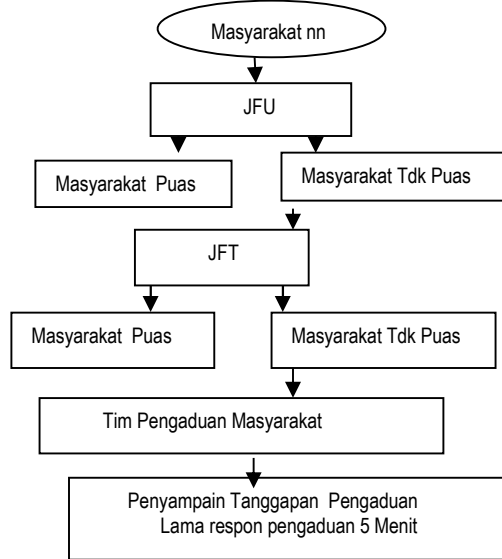 Masyarakat nn
JFU
Masyarakat Puas
Masyarakat Tdk Puas
JFT
Masyarakat Puas
Masyarakat Tdk Puas
Tim Pengaduan Masyarakat
Penyampain Tanggapan Pengaduan
Lama respon pengaduan 5 Menit